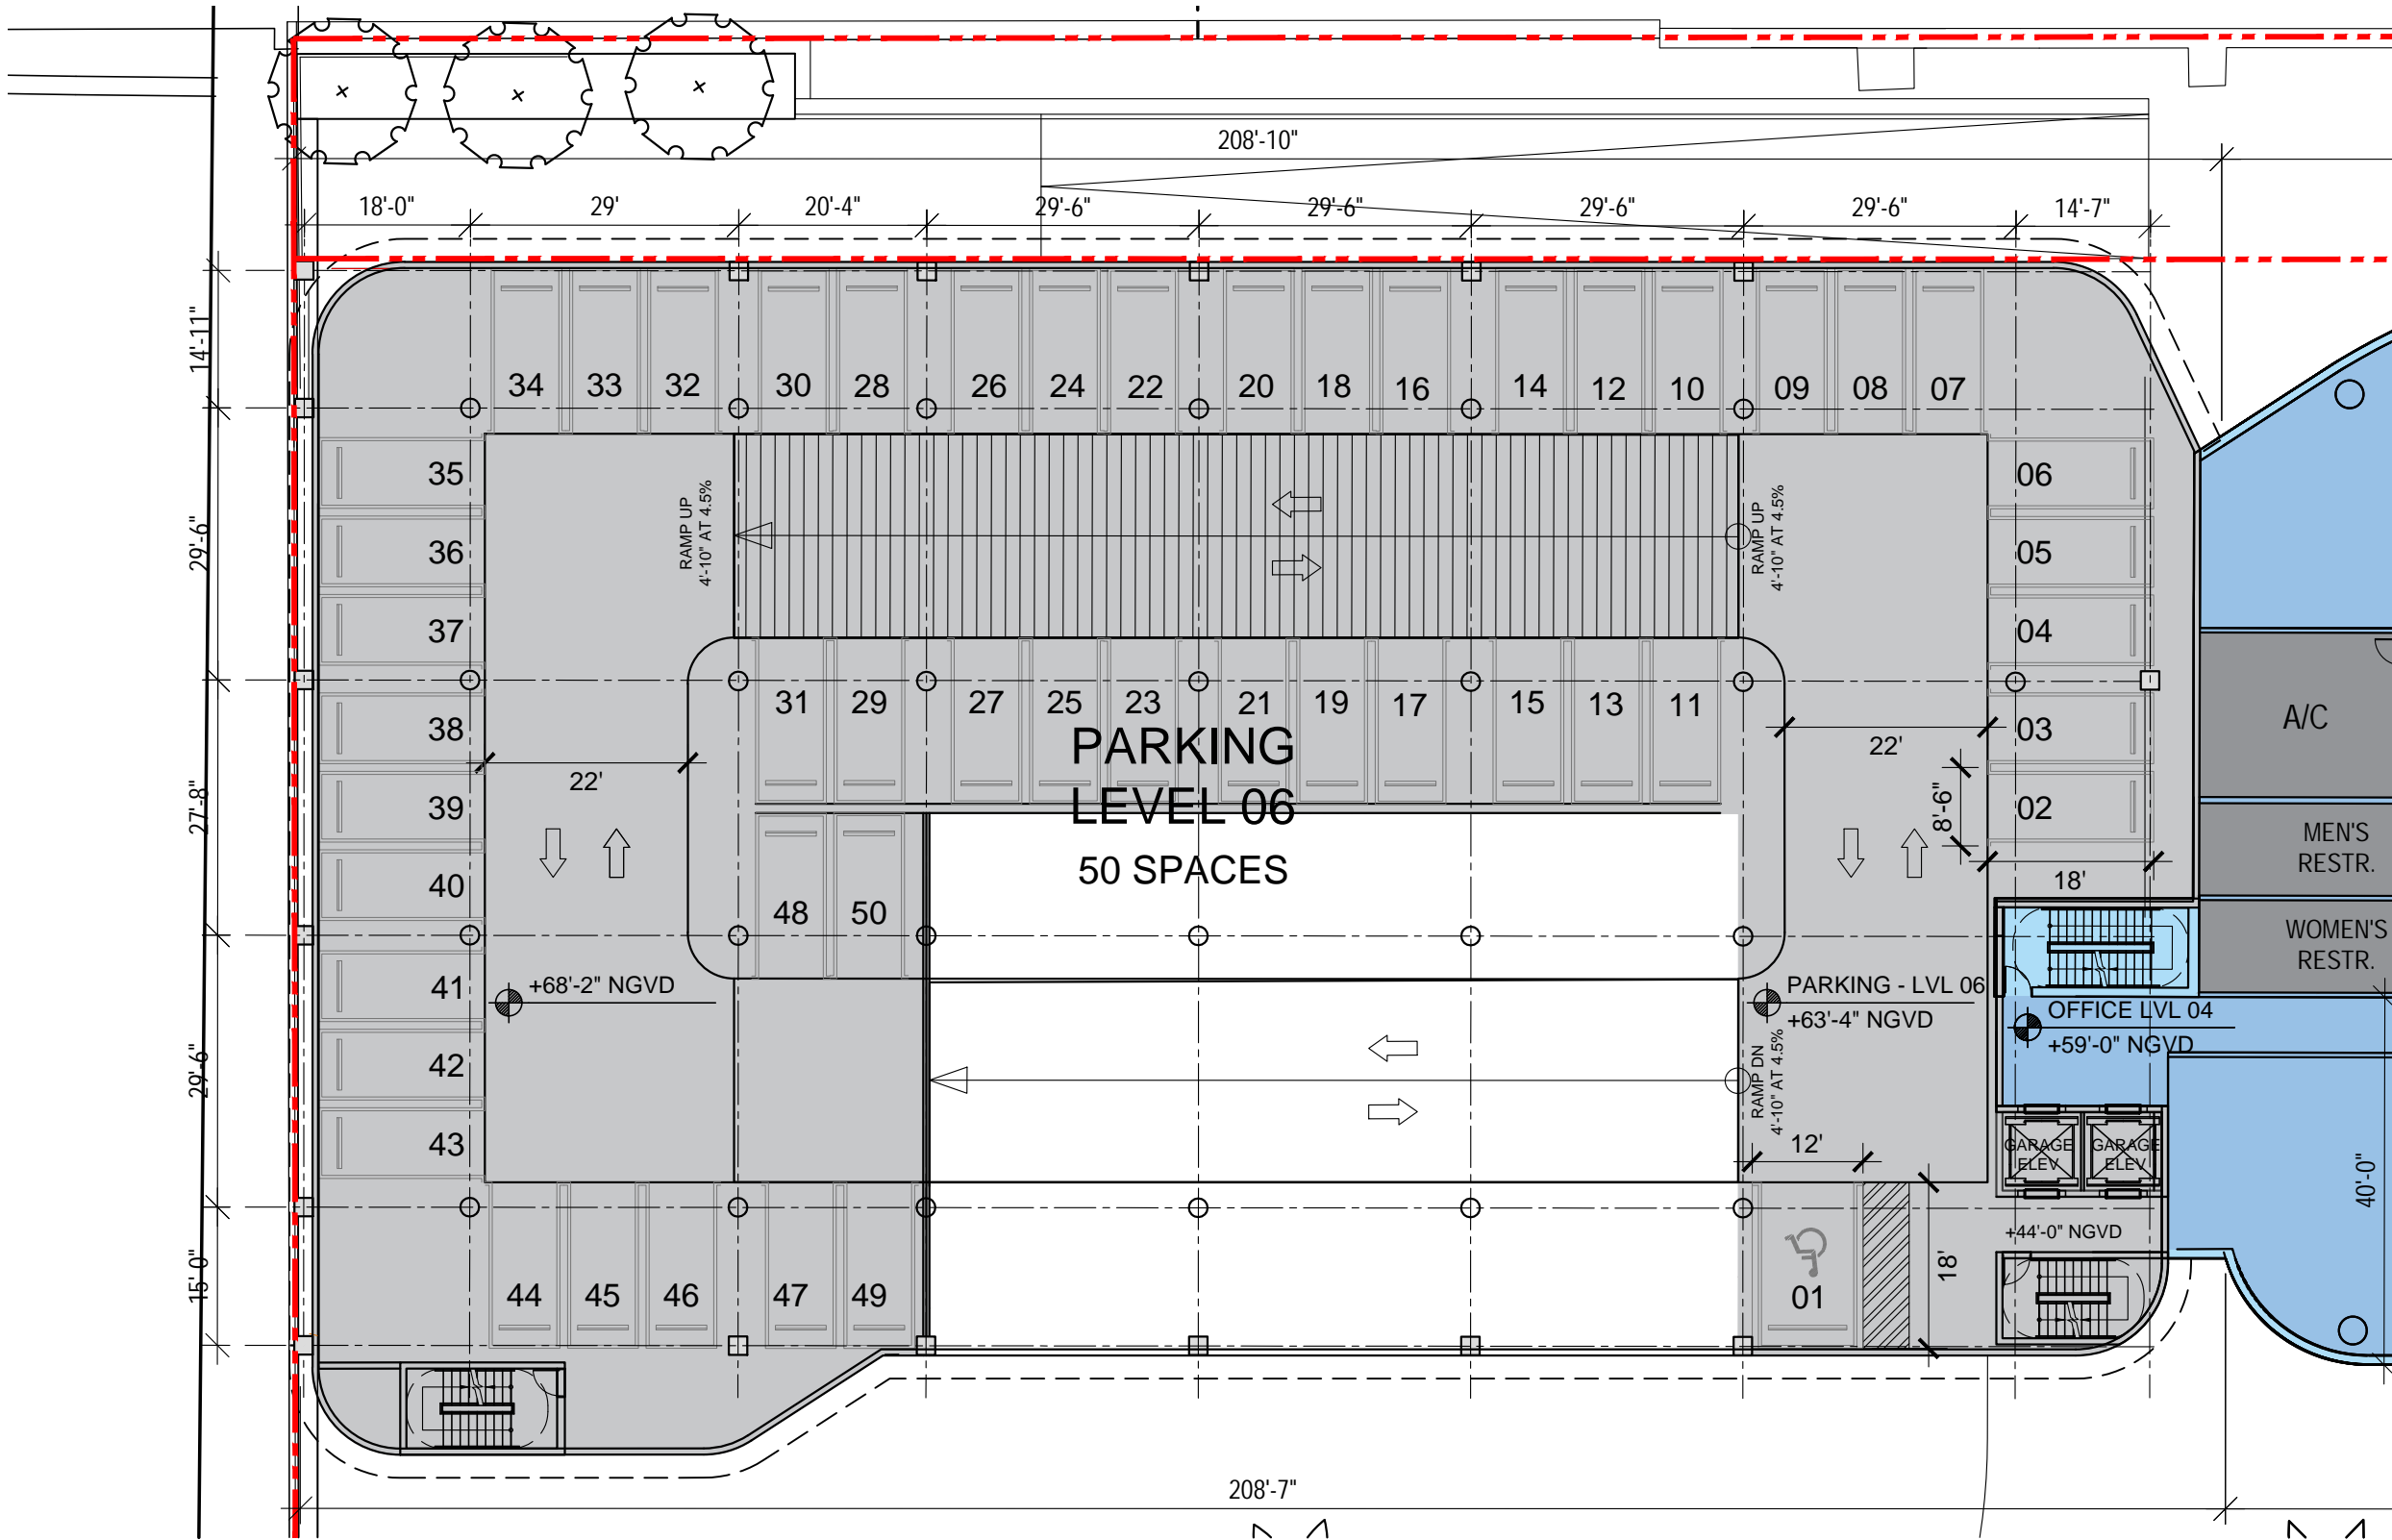 208'-10"
18'-0" 29' 20'-4" 29'-6" 29'-6" 29'-6" 29'-6" 14'-7"
14'-11"
34 33 32 30 28 26 24 22 20 18 16 14 12 10 09 08 07
35
06
29'-6"
RAMP UP
4'-10" AT 4.5%
RAMP UP
4'-10" AT 4.5%
36
05
37
04
31 29 27 25 23 21 19 17 15 13 11
38
03
A/C
PARKING
LEVEL 06
50 SPACES
22'
22'
27'-8"
39
8'-6"
02
MEN'S
RESTR.
40
18'
48 50
WOMEN'S
RESTR.
41
+68'-2" NGVD
PARKING - LVL 06
+63'-4" NGVD
OFFICE LVL 04
+59'-0" NGVD
29'-6"
42
RAMP DN
4'-10" AT 4.5%
43
12'
GARAGE
ELEV
GARAGE
ELEV
40'-0"
+44'-0" NGVD
18'
15'-0"
44 45 46 47 49 01
208'-7"